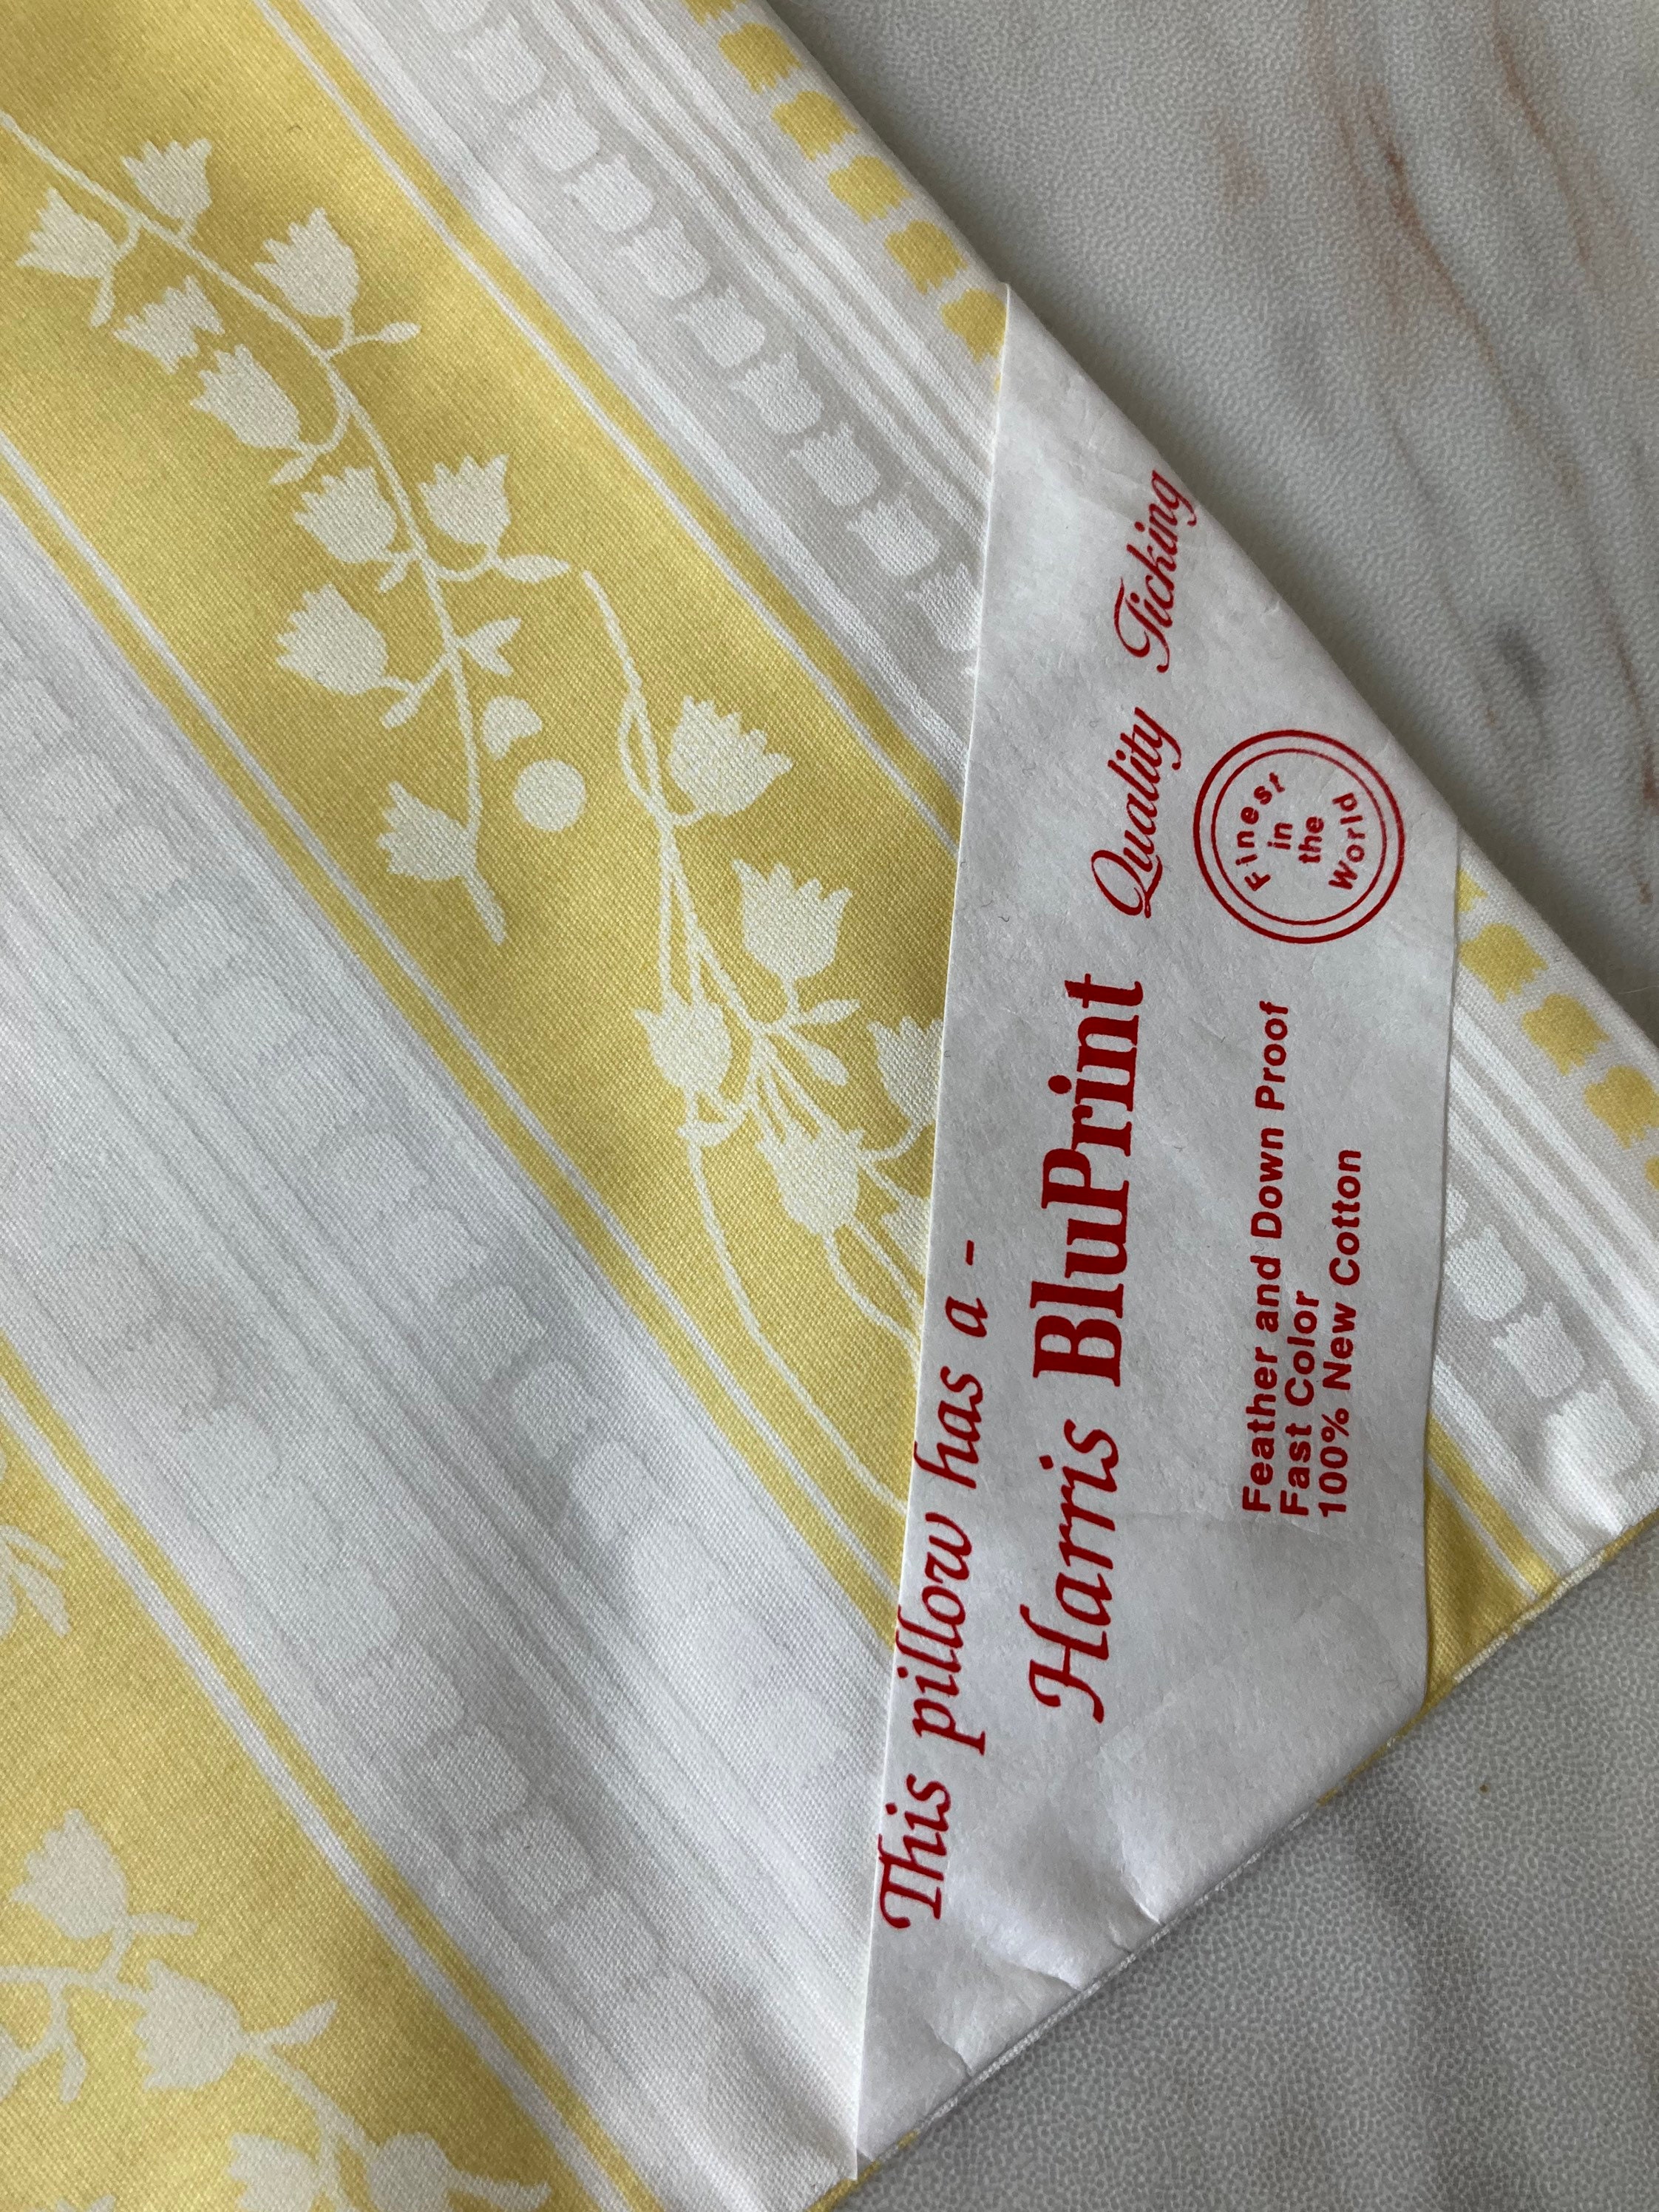 This pillow has a -
Harris BluPrint Quality Ticking
Feather and Down Proof
Fast Color
100% New Cotton
Finest
in
the
World